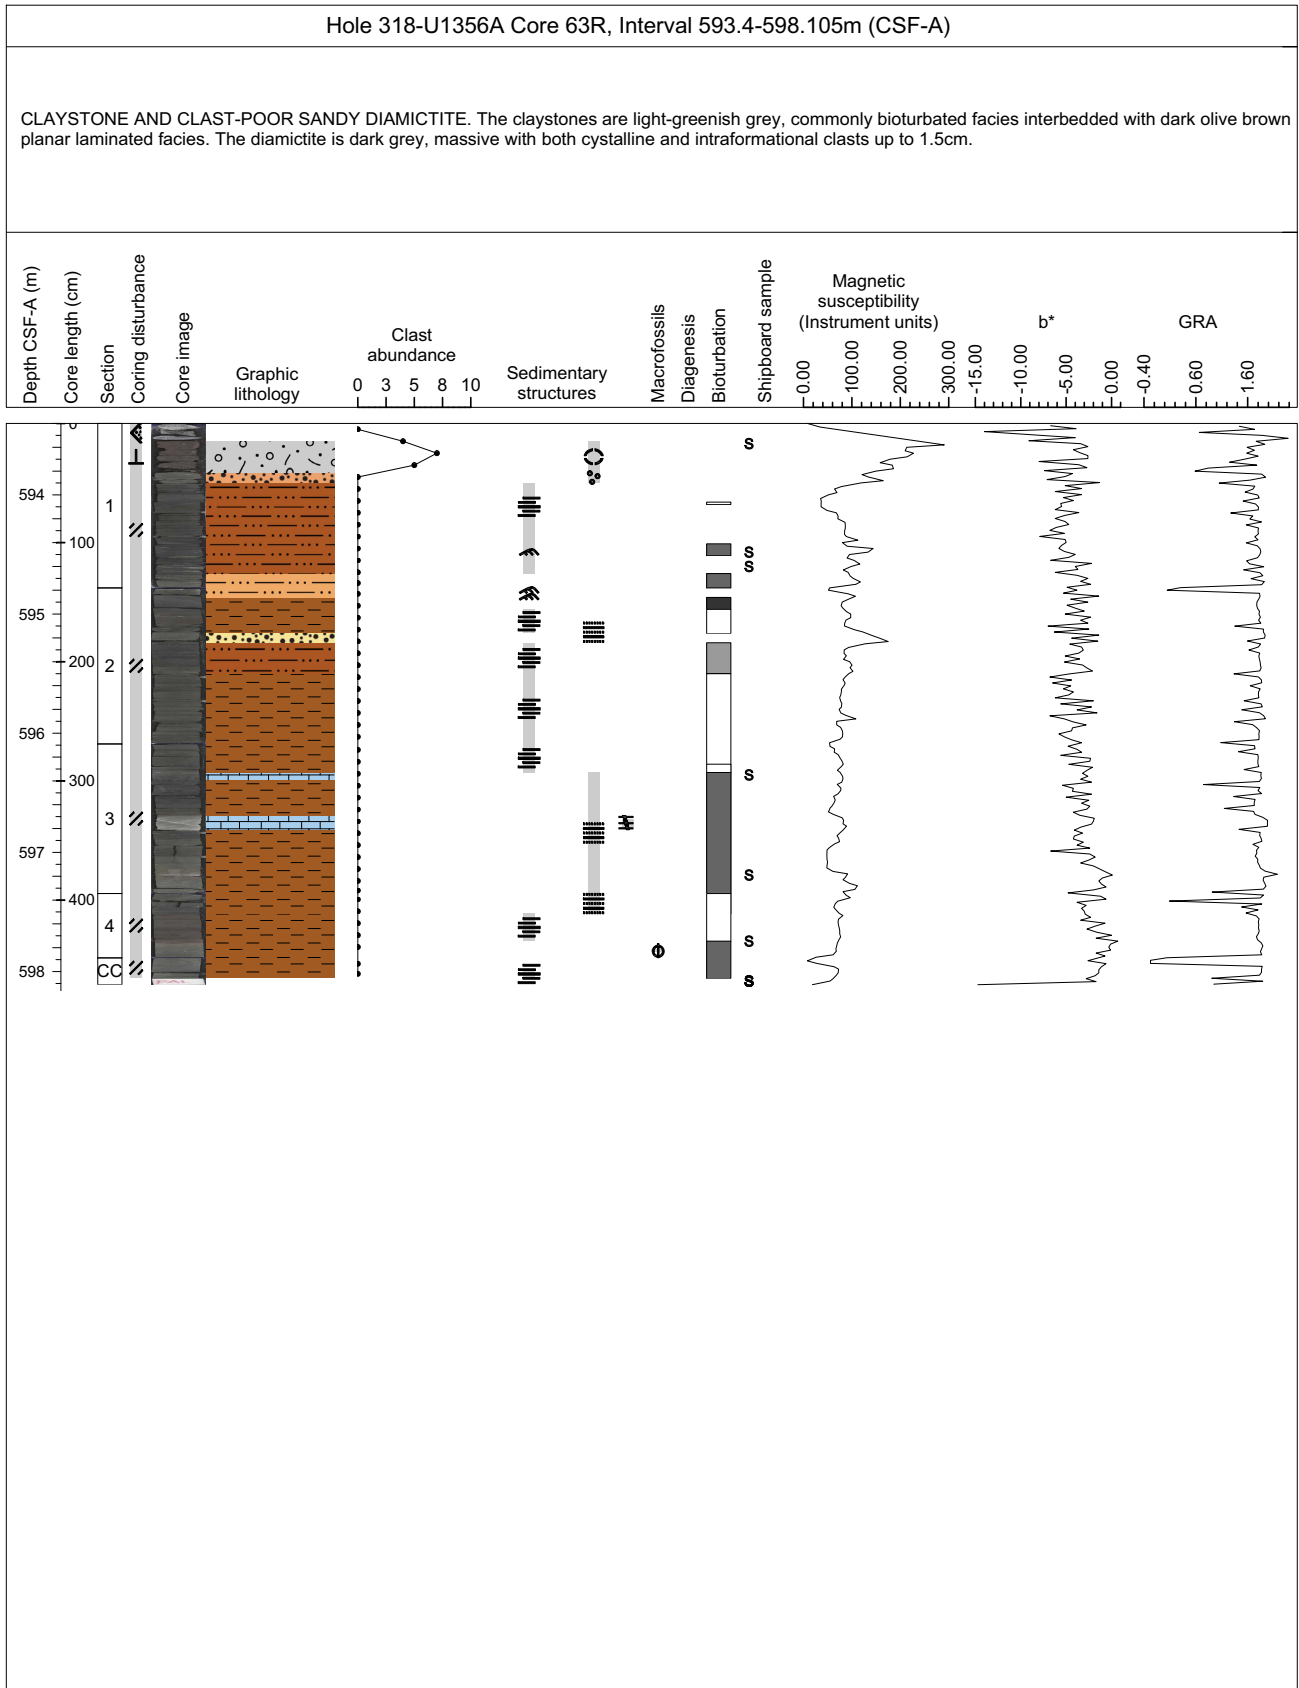 Hole 318-U1356A Core 63R, Interval 593.4-598.105m (CSF-A)
CLAYSTONE AND CLAST-POOR SANDY DIAMICTITE. The claystones are light-greenish grey, commonly bioturbated facies interbedded with dark olive brown
planar laminated facies. The diamictite is dark grey, massive with both cystalline and intraformational clasts up to 1.5cm.
Depth CSF-A (m)
Core length (cm)
Section
Coring disturbance
Core image
Graphic
lithology
Clast
abundance
0 3 5 8 10
Sedimentary
structures
Macrofossils
Diagenesis
Bioturbation
Shipboard sample
Magnetic
susceptibility
(Instrument units)
0.00 100.00 200.00 300.00
b*
-15.00 -10.00 -5.00 0.00
GRA
-0.40 0.60 1.60
0
S
594
1
100
S
S
595
200
2
596
300
S
3
597
S
400
4
S
CC
598
S